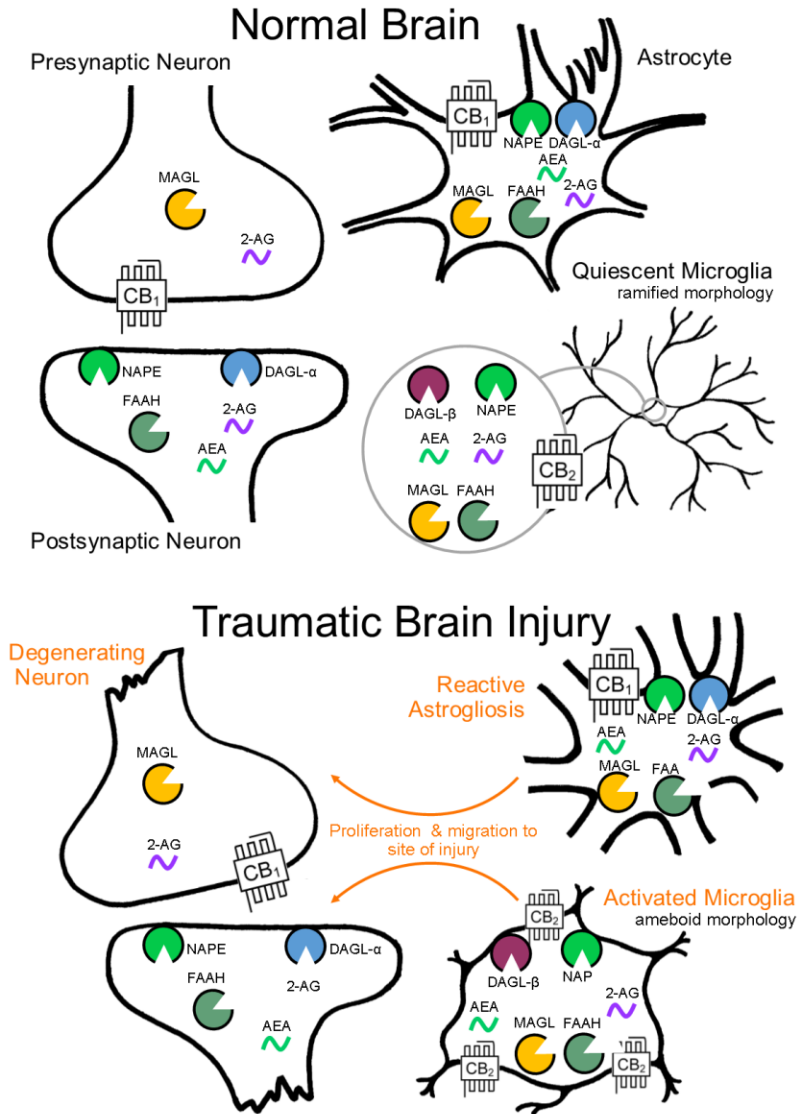 Normal Brain
Presynaptic Neuron
MAGL
2-AG
CB₁
NAPE
DAGL-α
FAAH
2-AG
AEA
Postsynaptic Neuron
Astrocyte
CB₁
NAPE
DAGL-α
AEA
2-AG
MAGL
FAAH
Quiescent Microglia
ramified morphology
DAGL-β
NAPE
AEA
2-AG
CB₂
MAGL
FAAH
Traumatic Brain Injury
Degenerating
Neuron
MAGL
2-AG
CB₁
NAPE
DAGL-α
FAAH
2-AG
AEA
Reactive
Astrogliosis
CB₁
NAPE
DAGL-α
AEA
2-AG
MAGL
FAA
Proliferation & migration to
site of injury
Activated Microglia
ameboid morphology
CB₂
DAGL-β
NAP
AEA
2-AG
MAGL
FAAH
CB₂
CB₂